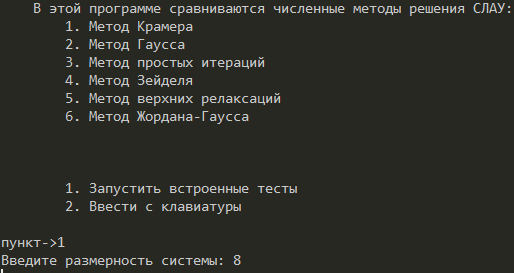 В этой программе сравниваются численные методы решения СЛАУ:
1. Метод Крамера
2. Метод Гаусса
3. Метод простых итераций
4. Метод Зейделя
5. Метод верхних релаксаций
6. Метод Жордана-Гаусса
1. Запустить встроенные тесты
2. Ввести с клавиатуры
пункт->1
Введите размерность системы: 8